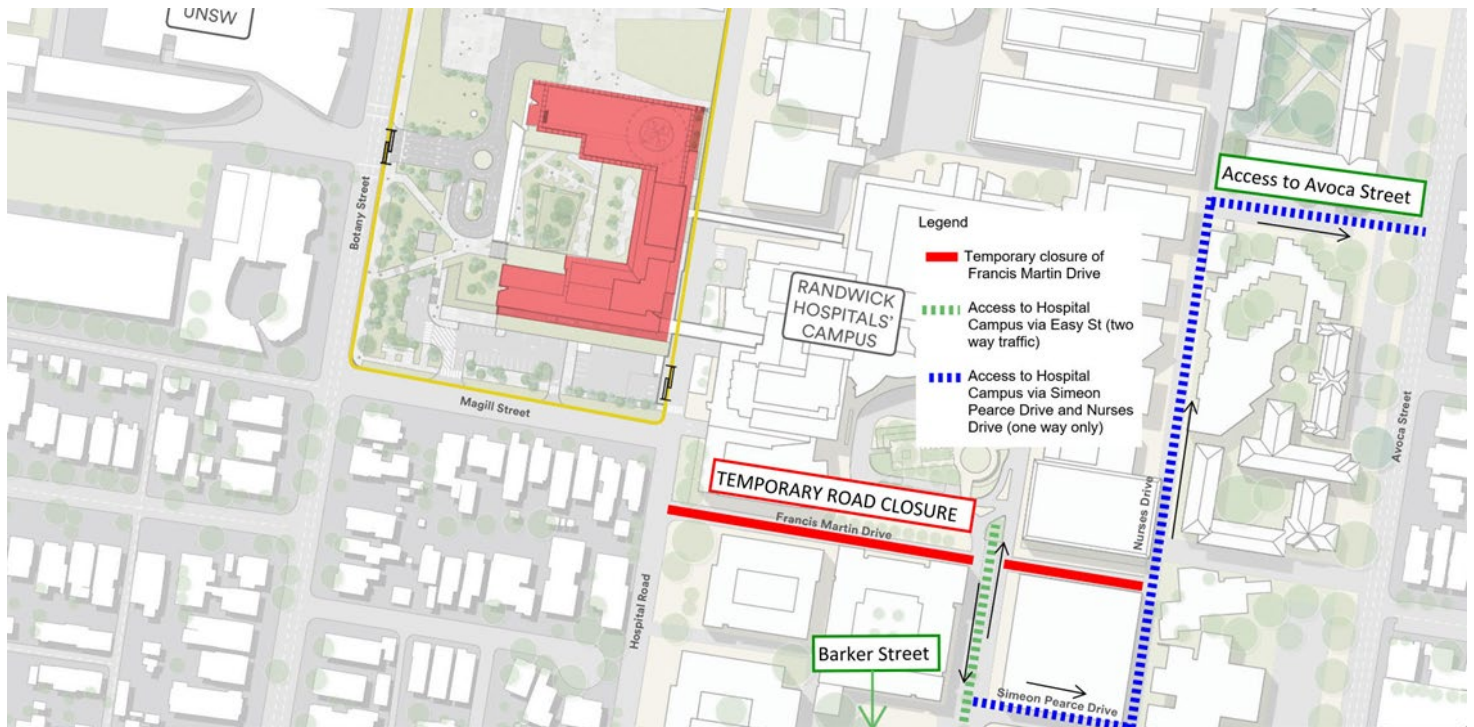 UNSW
Botany Street
Access to Avoca Street
Legend
Temporary closure of
Francis Martin Drive
Access to Hospital
Campus via Easy St (two
way traffic)
Access to Hospital
Campus via Simeon
Pearce Drive and Nurses
Drive (one way only)
RANDWICK
HOSPITALS'
CAMPUS
Magill Street
Avoca Street
TEMPORARY ROAD CLOSURE
Francis Martin Drive
Nurses Drive
Hospital Road
Barker Street
Simeon Pearce Drive